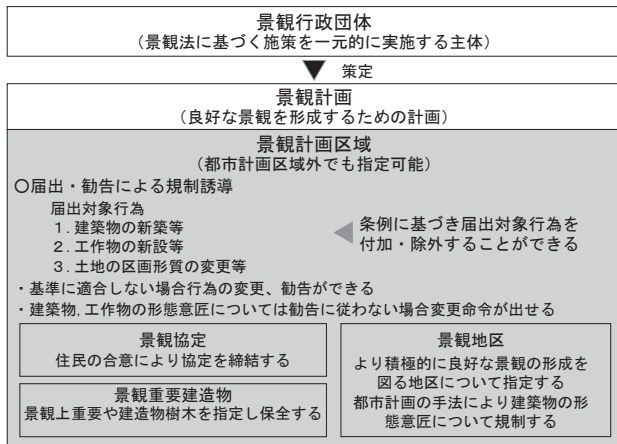 景観行政団体
（景観法に基づく施策を一元的に実施する主体）
策定
景観計画
（良好な景観を形成するための計画）
景観計画区域
（都市計画区域外でも指定可能）
○届出・勧告による規制誘導
届出対象行為
1．建築物の新築等
2．工作物の新設等
3．土地の区画形質の変更等
条例に基づき届出対象行為を
付加・除外することができる
・基準に適合しない場合行為の変更、勧告ができる
・建築物，工作物の形態意匠については勧告に従わない場合変更命令が出せる
景観協定
住民の合意により協定を締結する
景観重要建造物
景観上重要や建造物樹木を指定し保全する
景観地区
より積極的に良好な景観の形成を
図る地区について指定する
都市計画の手法により建築物の形
態意匠について規制する